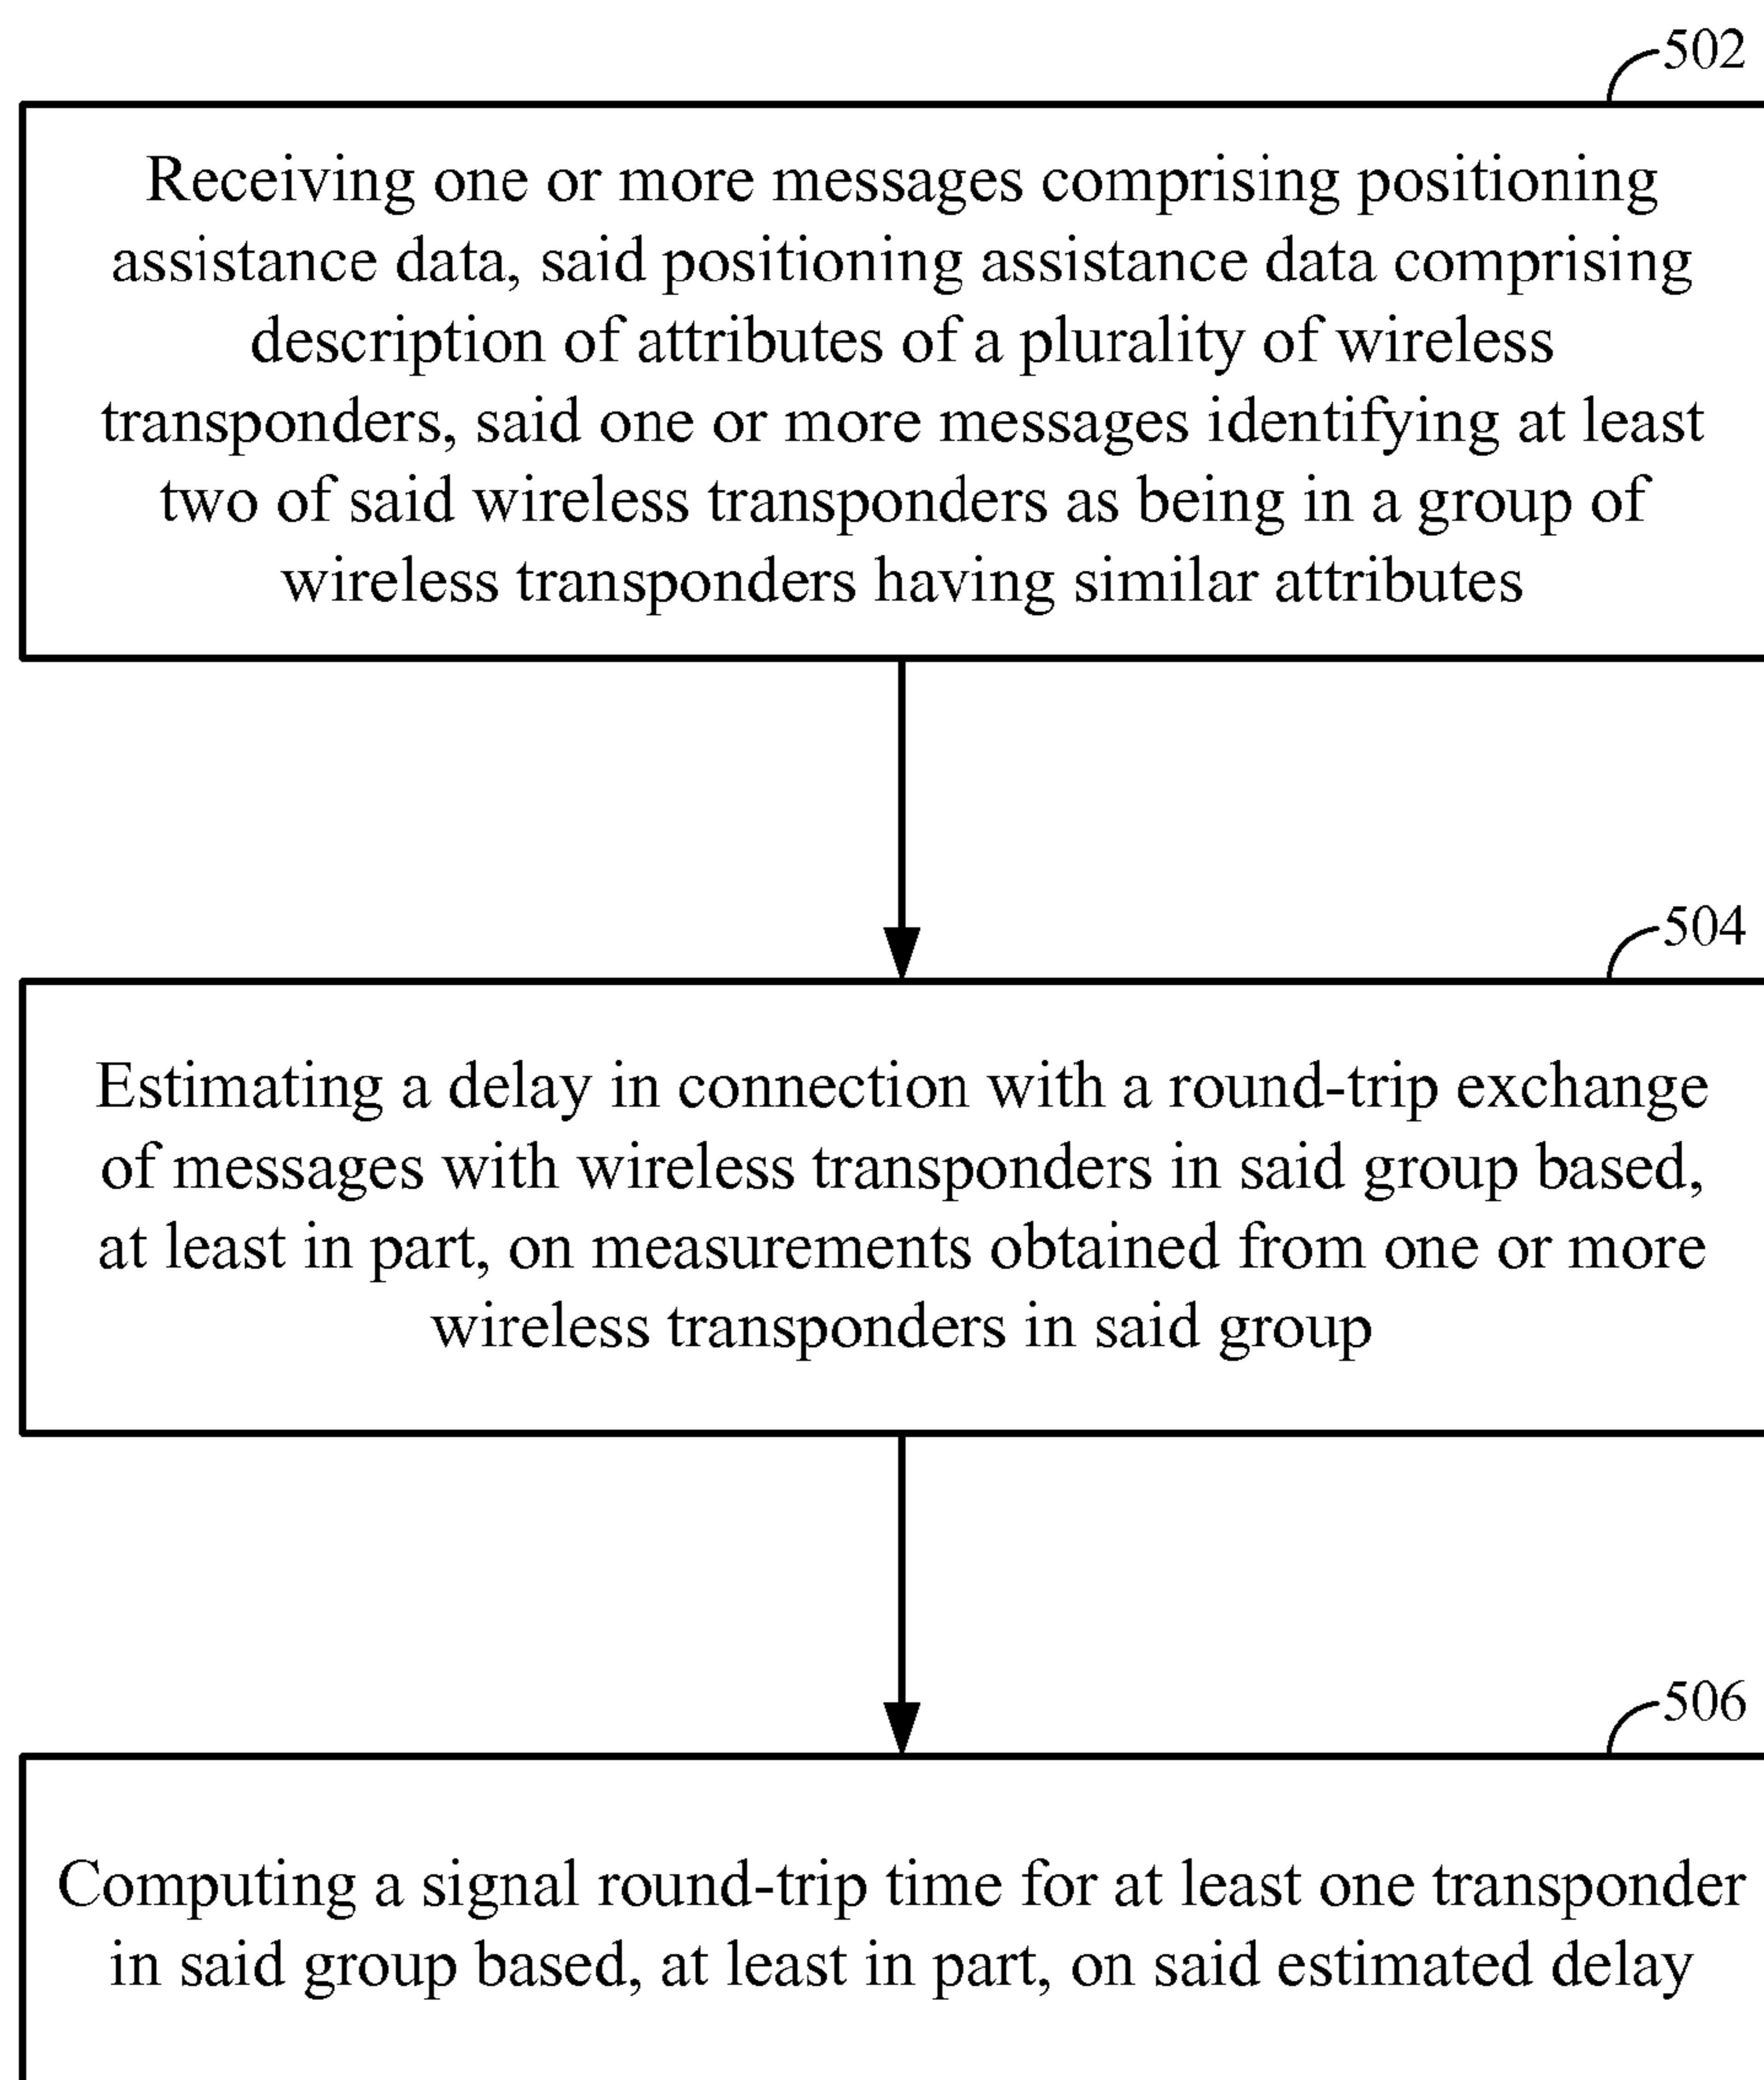 502
Receiving one or more messages comprising positioning
assistance data, said positioning assistance data comprising
description of attributes of a plurality of wireless
transponders, said one or more messages identifying at least
two of said wireless transponders as being in a group of
wireless transponders having similar attributes
504
Estimating a delay in connection with a round-trip exchange
of messages with wireless transponders in said group based,
at least in part, on measurements obtained from one or more
wireless transponders in said group
506
Computing a signal round-trip time for at least one transponder
in said group based, at least in part, on said estimated delay